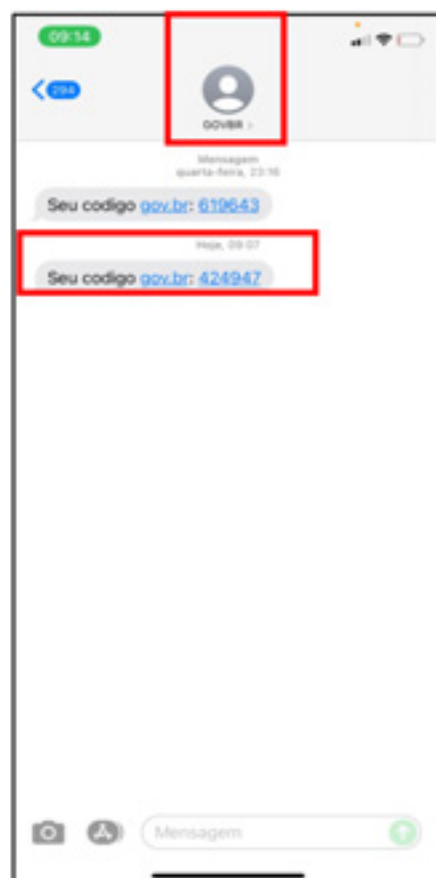 09:14
294
GOVBR >
Mensagem
quarta-feira, 23:16
Seu codigo gov.br: 619643
Hoje, 09:07
Seu codigo gov.br: 424947
Mensagem